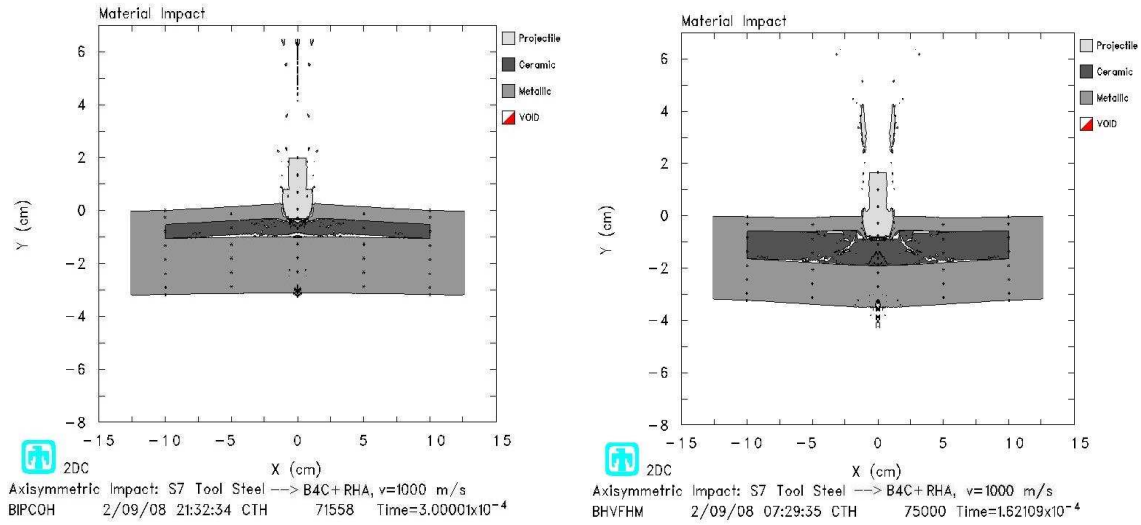 Material Impact
Projectile
Ceramic
Metallic
VOID
6
4
2
0
-2
-4
-6
-8
Y (cm)
-15 -10 -5 0 5 10 15
X (cm)
2DC
Axisymmetric Impact: S7 Tool Steel --> B4C+RHA, v=1000 m/s
BIPCOH 2/09/08 21:32:34 CTH 71558 Time=3.00001x10⁻⁴
Material Impact
Projectile
Ceramic
Metallic
VOID
6
4
2
0
-2
-4
-6
-8
Y (cm)
-15 -10 -5 0 5 10 15
X (cm)
2DC
Axisymmetric Impact: S7 Tool Steel --> B4C+RHA, v=1000 m/s
BHVFHM 2/09/08 07:29:35 CTH 75000 Time=1.62109x10⁻⁴